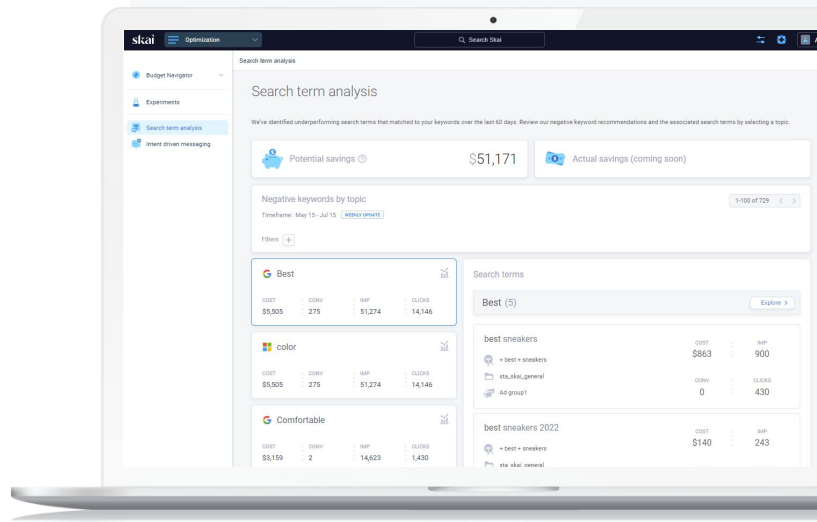 skai
Optimization
Search Skai
Search term analysis
Budget Navigator
Experiments
Search term analysis
Intent driven messaging
Search term analysis
We've identified underperforming search terms that matched to your keywords over the last 60 days. Review our negative keyword recommendations and the associated search terms by selecting a topic.
Potential savings
$51,171
Actual savings (coming soon)
Negative keywords by topic
1-100 of 729
Timeframe: May 15 - Jul 15 WEEKLY UPDATE
Filters
Best
COST CONV IMP CLICKS
$5,505 275 51,274 14,146
color
COST CONV IMP CLICKS
$5,505 275 51,274 14,146
Comfortable
COST CONV IMP CLICKS
$3,159 2 14,623 1,430
Search terms
Best (5)
Explore
best sneakers
+ best + sneakers
sta_skai_general
Ad group1
COST IMP
$863 900
CONV CLICKS
0 430
best sneakers 2022
+ best + sneakers
sta_skai_general
COST IMP
$140 243